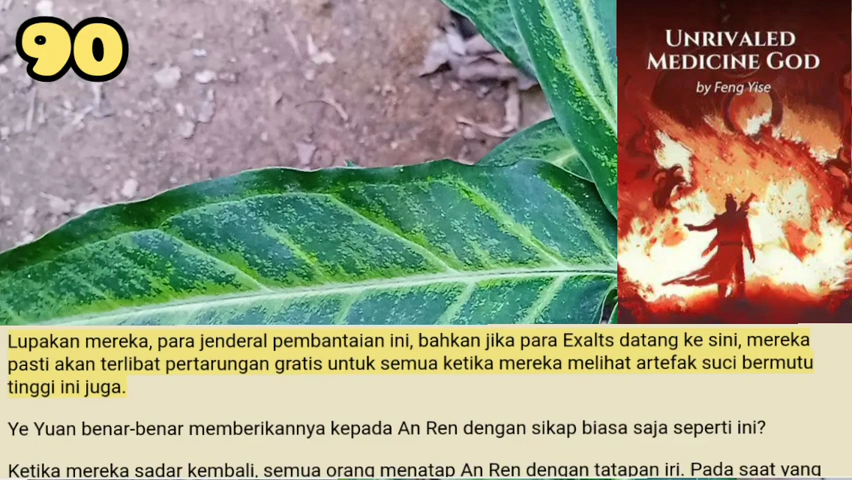 90
UNRIVALED
MEDICINE GOD
by Feng Yise
Lupakan mereka, para jenderal pembantaian ini, bahkan jika para Exalts datang ke sini, mereka
pasti akan terlibat pertarungan gratis untuk semua ketika mereka melihat artefak suci bermutu
tinggi ini juga.
Ye Yuan benar-benar memberikannya kepada An Ren dengan sikap biasa saja seperti ini?
Ketika mereka sadar kembali, semua orang menatap An Ren dengan tatapan iri. Pada saat yang